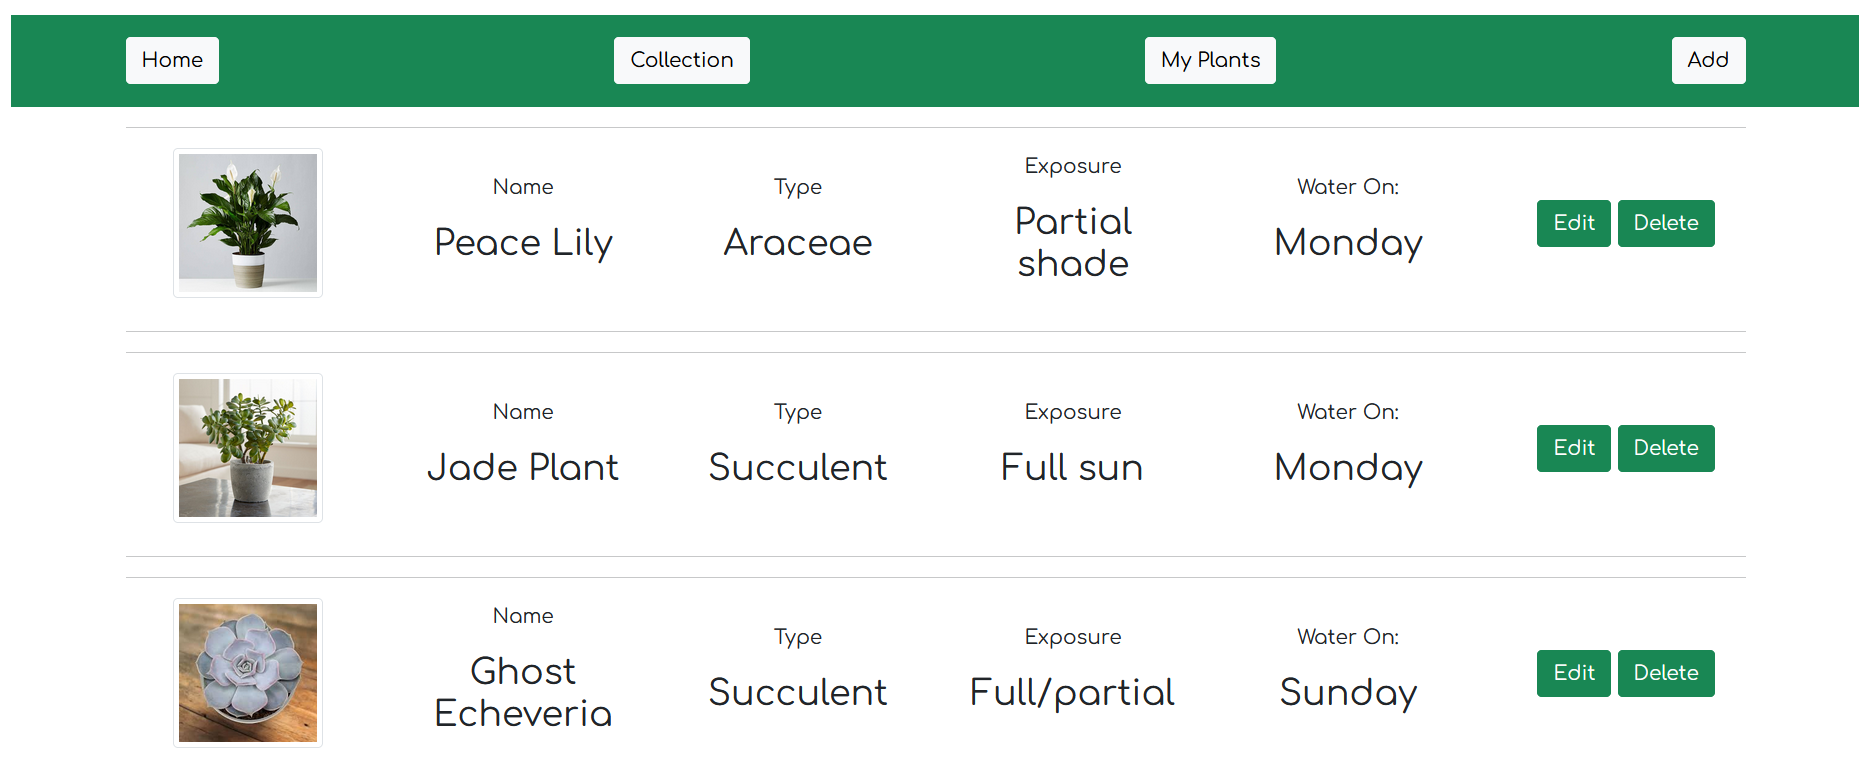 Home Collection My Plants Add
Name Type Exposure Water On:
Peace Lily Araceae Partial shade Monday Edit Delete
Name Type Exposure Water On:
Jade Plant Succulent Full sun Monday Edit Delete
Name Type Exposure Water On:
Ghost Echeveria Succulent Full/partial Sunday Edit Delete